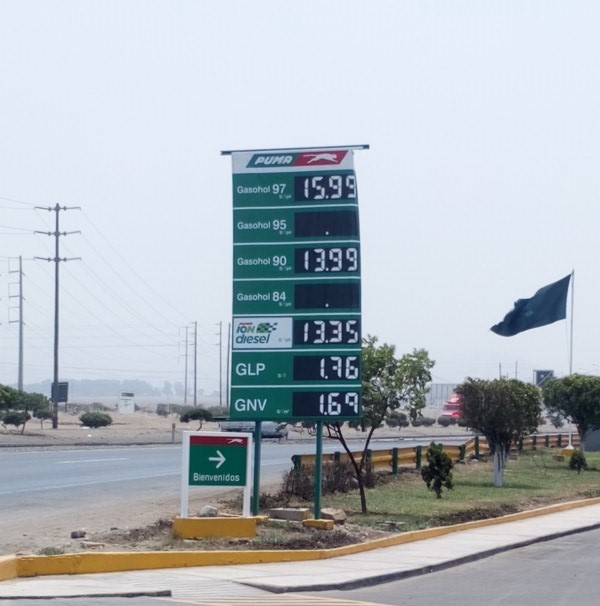 PUMA
Gasohol 97 15.99
Gasohol 95 .
Gasohol 90 13.99
Gasohol 84 .
ION diesel 13.35
GLP 1.76
GNV 1.69
Bienvenidos